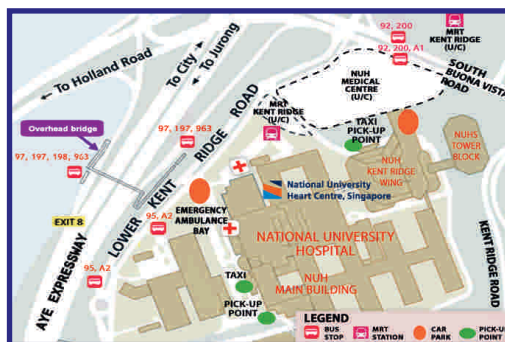 92, 200
MRT
KENT RIDGE
(U/C)
To Holland Road
To City
To Jurong
92, 200, A1
SOUTH
BUONA VISTA
ROAD
NUH
MEDICAL
CENTRE
(U/C)
MRT
KENT RIDGE
(U/C)
TAXI
PICK-UP
POINT
NUHS
TOWER
BLOCK
NUH
KENT RIDGE
WING
Overhead bridge
97, 197, 963
97, 197, 198, 963
LOWER KENT RIDGE ROAD
National University
Heart Centre, Singapore
EMERGENCY
AMBULANCE
BAY
EXIT 8
95, A2
NATIONAL UNIVERSITY
HOSPITAL
KENT RIDGE ROAD
AYE EXPRESSWAY
95, A2
TAXI
PICK-UP
POINT
NUH
MAIN BUILDING
LEGEND
BUS
STOP
MRT
STATION
CAR
PARK
PICK-UP
POINT